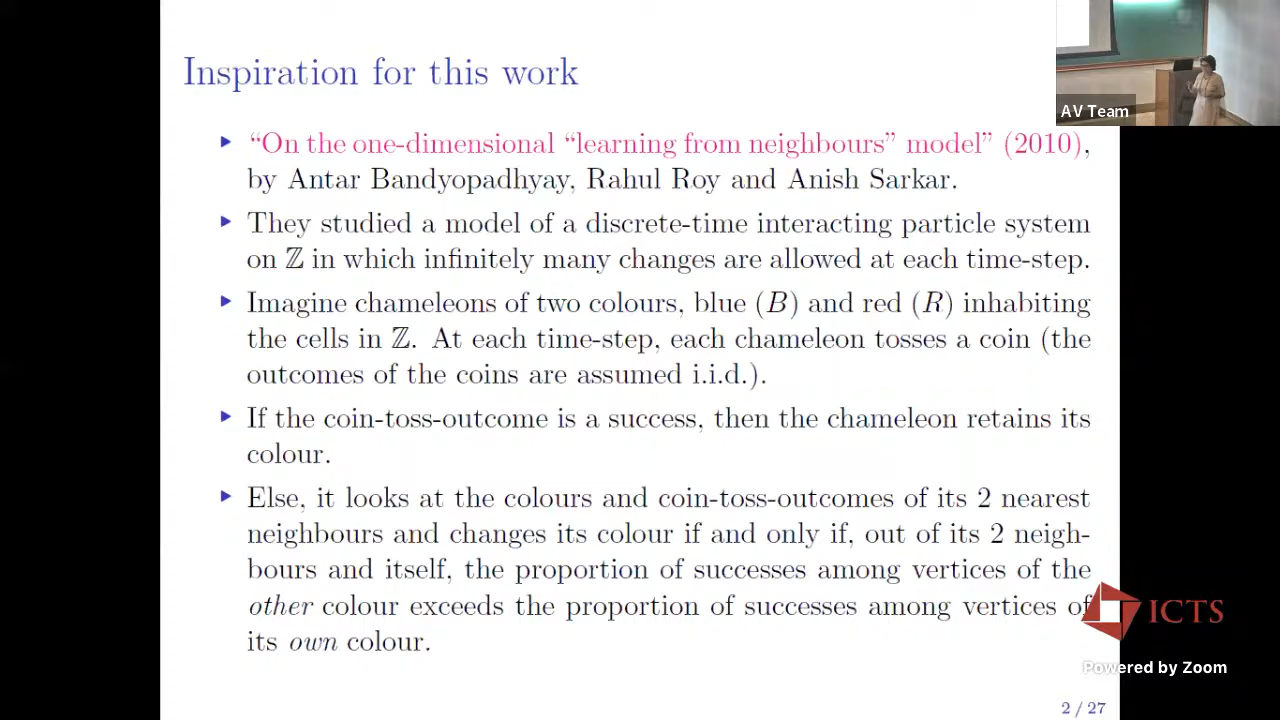 Inspiration for this work
AV Team
▶ “On the one-dimensional “learning from neighbours” model” (2010),
by Antar Bandyopadhyay, Rahul Roy and Anish Sarkar.
▶ They studied a model of a discrete-time interacting particle system
on ℤ in which infinitely many changes are allowed at each time-step.
▶ Imagine chameleons of two colours, blue (B) and red (R) inhabiting
the cells in ℤ. At each time-step, each chameleon tosses a coin (the
outcomes of the coins are assumed i.i.d.).
▶ If the coin-toss-outcome is a success, then the chameleon retains its
colour.
▶ Else, it looks at the colours and coin-toss-outcomes of its 2 nearest
neighbours and changes its colour if and only if, out of its 2 neigh-
bours and itself, the proportion of successes among vertices of the
other colour exceeds the proportion of successes among vertices of
its own colour.
ICTS
Powered by Zoom
2 / 27